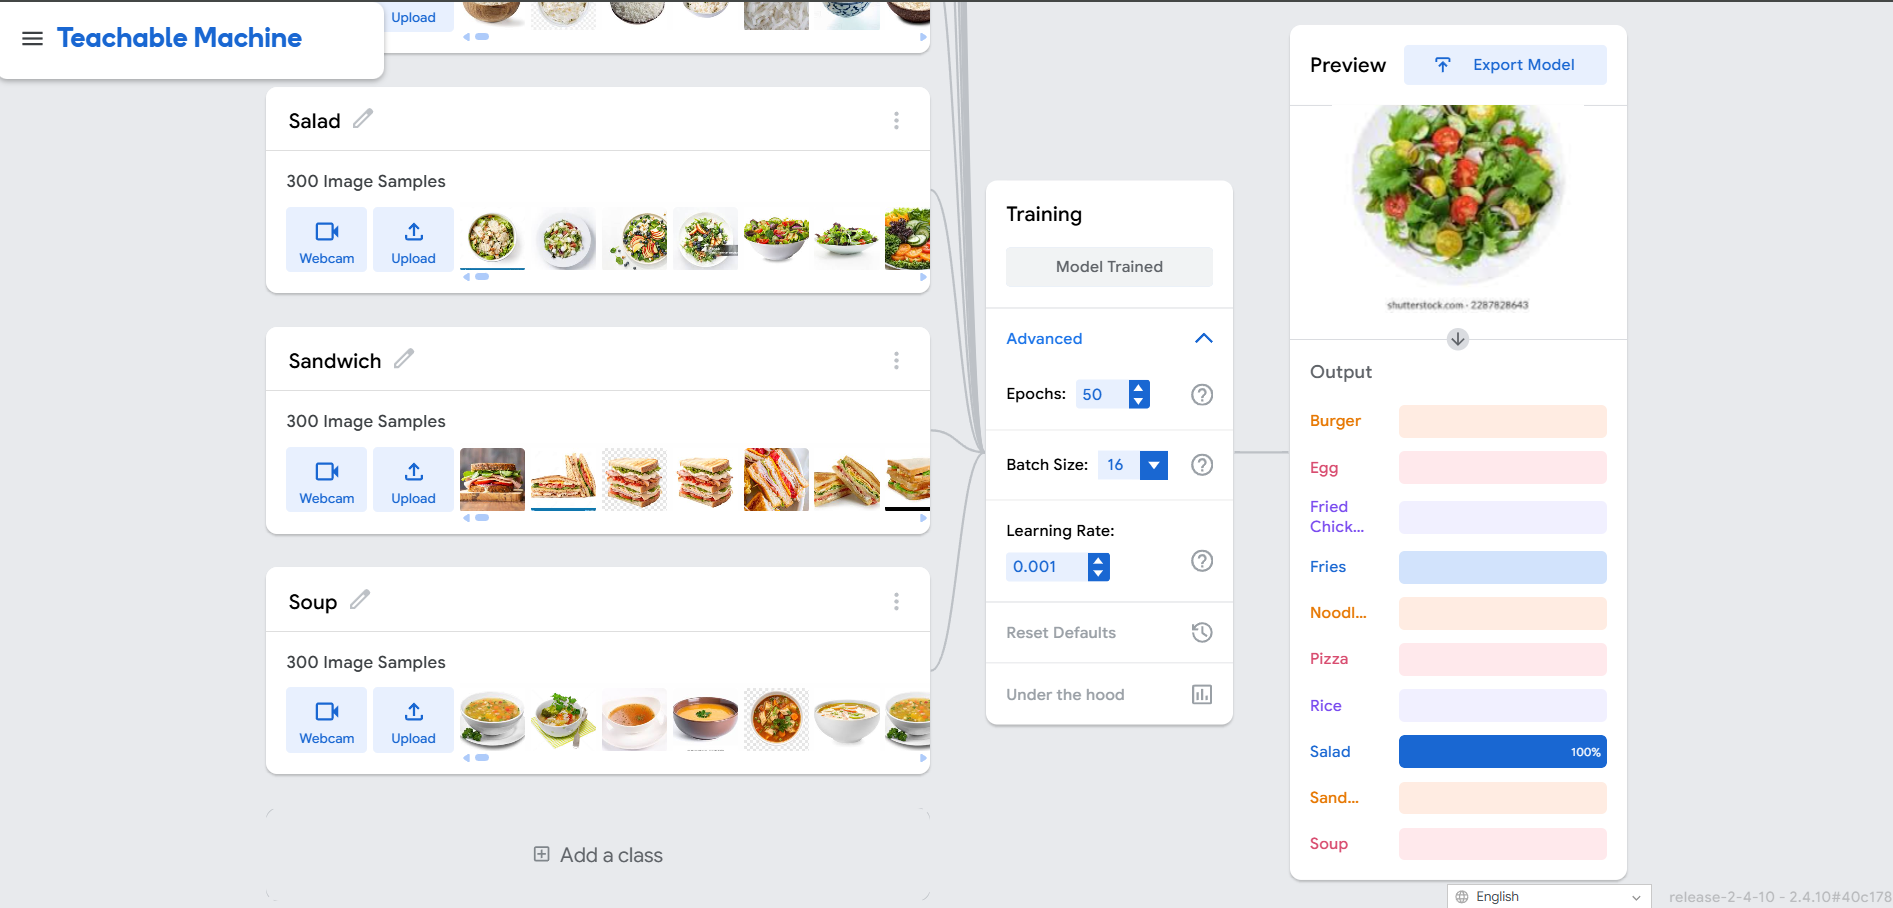 Teachable Machine
Upload
Salad
300 Image Samples
Webcam
Upload
Sandwich
300 Image Samples
Webcam
Upload
Soup
300 Image Samples
Webcam
Upload
Add a class
Training
Model Trained
Advanced
Epochs: 50
Batch Size: 16
Learning Rate:
0.001
Reset Defaults
Under the hood
Preview
Export Model
shutterstock.com · 2287828643
Output
Burger
Egg
Fried
Chick...
Fries
Noodl...
Pizza
Rice
Salad 100%
Sand...
Soup
English
release-2-4-10 - 2.4.10#40c178